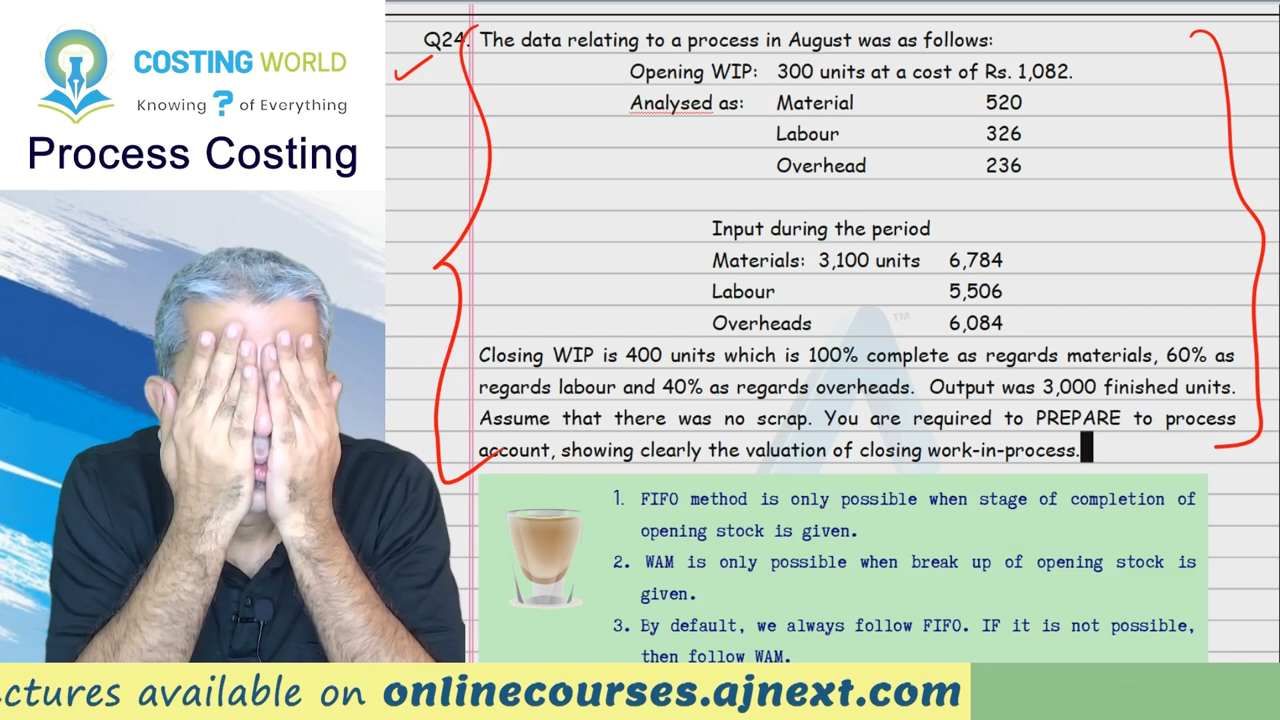 COSTING WORLD
Knowing ? of Everything
Process Costing
Q24. The data relating to a process in August was as follows:
Opening WIP: 300 units at a cost of Rs. 1,082.
Analysed as: Material 520
Labour 326
Overhead 236
Input during the period
Materials: 3,100 units 6,784
Labour 5,506
Overheads 6,084
Closing WIP is 400 units which is 100% complete as regards materials, 60% as
regards labour and 40% as regards overheads. Output was 3,000 finished units.
Assume that there was no scrap. You are required to PREPARE to process
account, showing clearly the valuation of closing work-in-process.
TM
1. FIFO method is only possible when stage of completion of
opening stock is given.
2. WAM is only possible when break up of opening stock is
given.
3. By default, we always follow FIFO. IF it is not possible,
then follow WAM.
ctures available on onlinecourses.ajnext.com